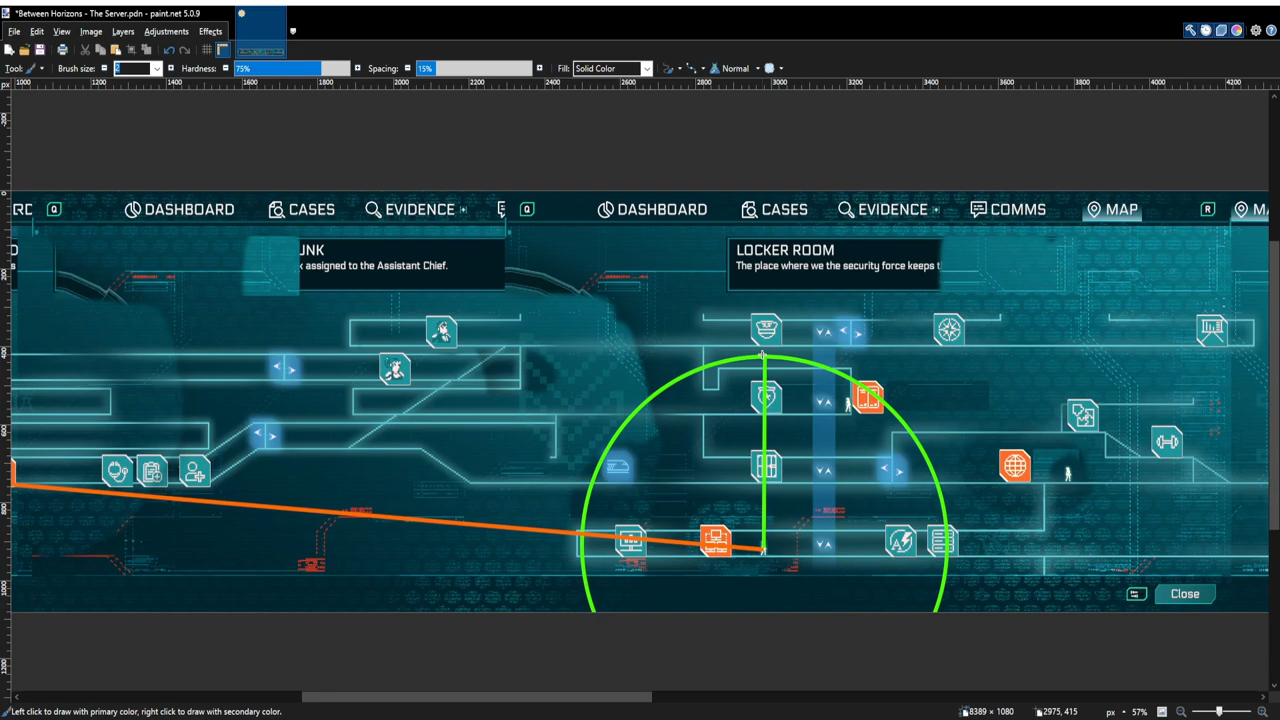 *Between Horizons - The Server.pdn - paint.net 5.0.9
File Edit View Image Layers Adjustments Effects
Tool: Brush size: 2 Hardness: 75% Spacing: 15% Fill: Solid Color Normal
px 1000 1200 1400 1600 1800 2000 2200 2400 2600 2800 3000 3200 3400 3600 3800 4000 4200
RD Q DASHBOARD CASES EVIDENCE Q DASHBOARD CASES EVIDENCE COMMS MAP R MA
UNK
assigned to the Assistant Chief.
LOCKER ROOM
The place where we the security force keeps t
Close
Left click to draw with primary color, right click to draw with secondary color.
8389 × 1080 2975, 415 px 57%